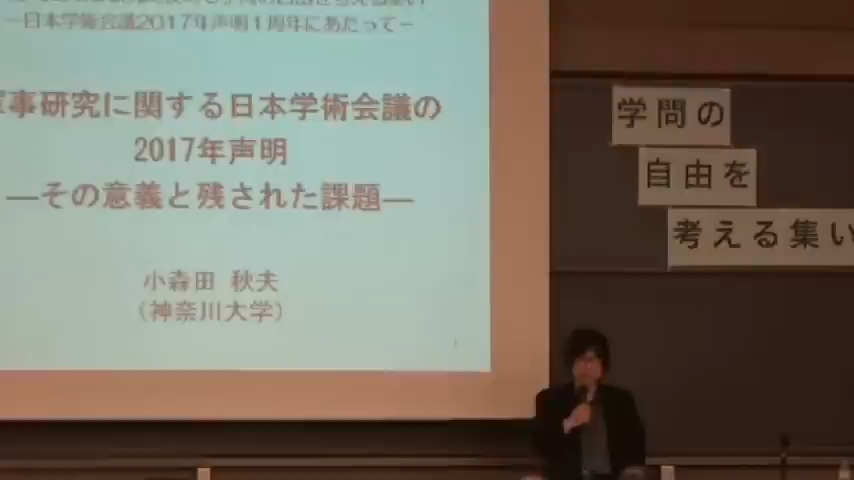 －日本学術会議２０１７年声明１周年にあたって－
事研究に関する日本学術会議の
2017年声明
―その意義と残された課題―
小森田 秋夫
（神奈川大学）
学問の
自由を
考える集い